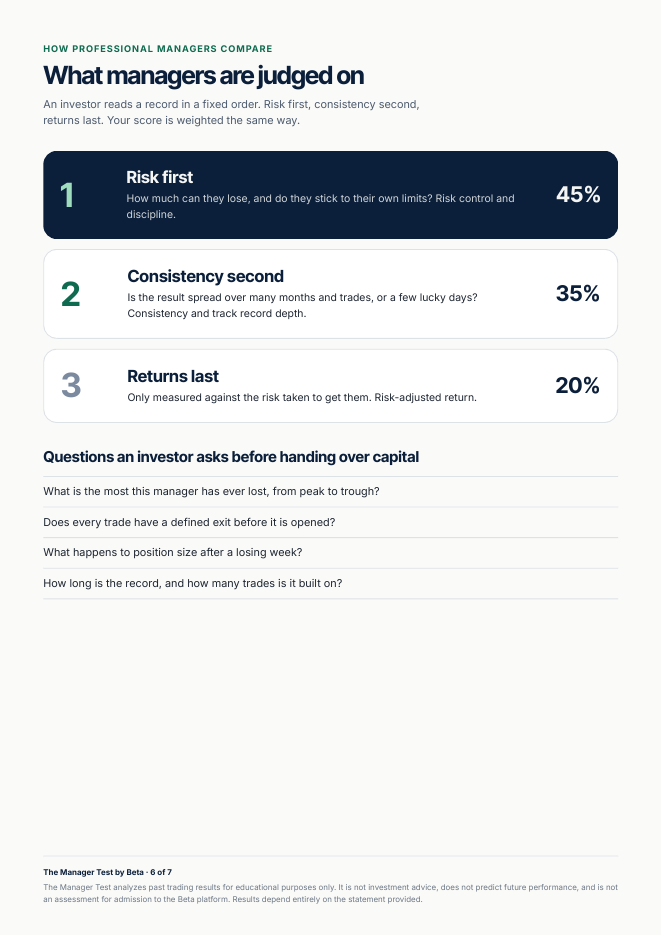 HOW PROFESSIONAL MANAGERS COMPARE
What managers are judged on
An investor reads a record in a fixed order. Risk first, consistency second,
returns last. Your score is weighted the same way.
1
Risk first
How much can they lose, and do they stick to their own limits? Risk control and
discipline.
45%
2
Consistency second
Is the result spread over many months and trades, or a few lucky days?
Consistency and track record depth.
35%
3
Returns last
Only measured against the risk taken to get them. Risk-adjusted return.
20%
Questions an investor asks before handing over capital
What is the most this manager has ever lost, from peak to trough?
Does every trade have a defined exit before it is opened?
What happens to position size after a losing week?
How long is the record, and how many trades is it built on?
The Manager Test by Beta · 6 of 7
The Manager Test analyzes past trading results for educational purposes only. It is not investment advice, does not predict future performance, and is not
an assessment for admission to the Beta platform. Results depend entirely on the statement provided.